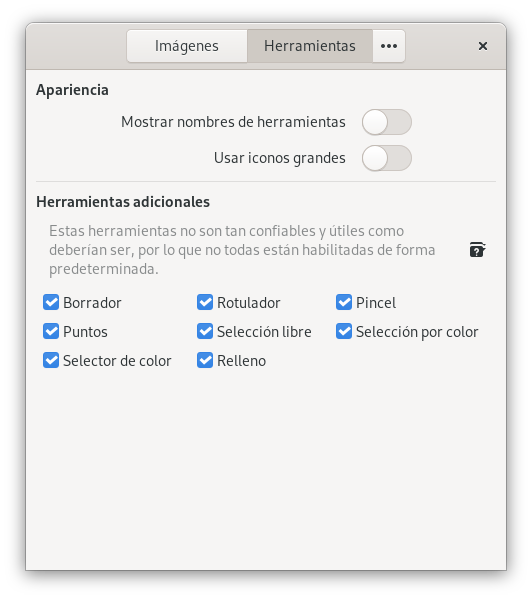 Imágenes Herramientas
Apariencia
Mostrar nombres de herramientas
Usar iconos grandes
Herramientas adicionales
Estas herramientas no son tan confiables y útiles como
deberían ser, por lo que no todas están habilitadas de forma
predeterminada.
Borrador Rotulador Pincel
Puntos Selección libre Selección por color
Selector de color Relleno